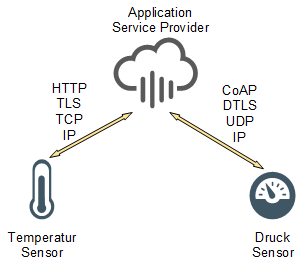 Application
Service Provider
HTTP
TLS
TCP
IP
CoAP
DTLS
UDP
IP
Temperatur
Sensor
Druck
Sensor